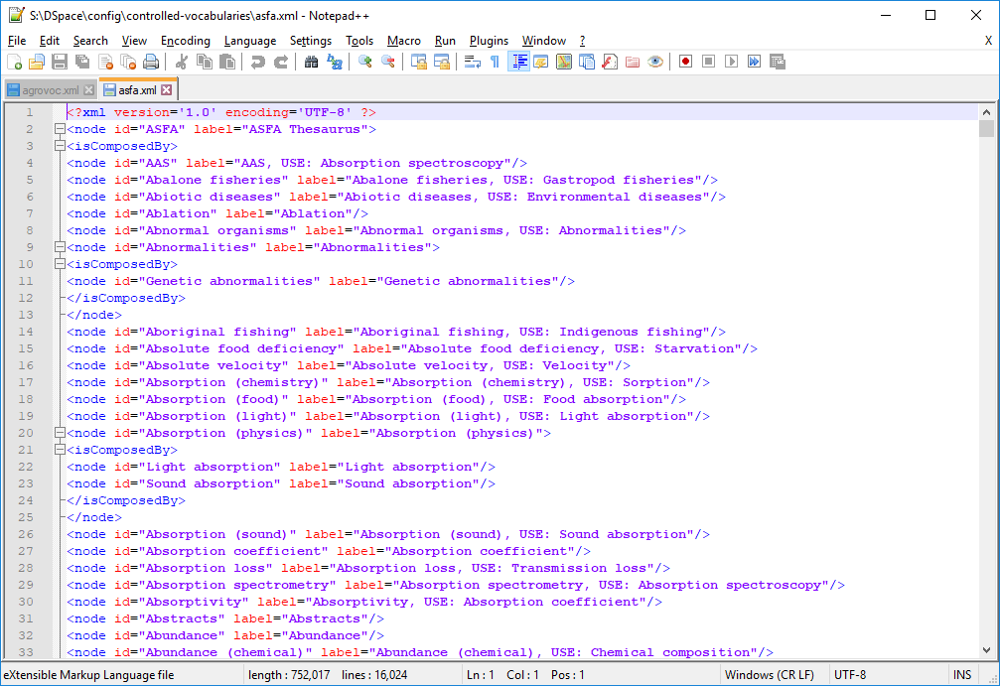 S:\DSpace\config\controlled-vocabularies\asfa.xml - Notepad++
File Edit Search View Encoding Language Settings Tools Macro Run Plugins Window ? X
agrovoc.xml asfa.xml
1 <?xml version='1.0' encoding='UTF-8' ?>
2 <node id="ASFA" label="ASFA Thesaurus">
3 <isComposedBy>
4 <node id="AAS" label="AAS, USE: Absorption spectroscopy"/>
5 <node id="Abalone fisheries" label="Abalone fisheries, USE: Gastropod fisheries"/>
6 <node id="Abiotic diseases" label="Abiotic diseases, USE: Environmental diseases"/>
7 <node id="Ablation" label="Ablation"/>
8 <node id="Abnormal organisms" label="Abnormal organisms, USE: Abnormalities"/>
9 <node id="Abnormalities" label="Abnormalities">
10 <isComposedBy>
11 <node id="Genetic abnormalities" label="Genetic abnormalities"/>
12 </isComposedBy>
13 </node>
14 <node id="Aboriginal fishing" label="Aboriginal fishing, USE: Indigenous fishing"/>
15 <node id="Absolute food deficiency" label="Absolute food deficiency, USE: Starvation"/>
16 <node id="Absolute velocity" label="Absolute velocity, USE: Velocity"/>
17 <node id="Absorption (chemistry)" label="Absorption (chemistry), USE: Sorption"/>
18 <node id="Absorption (food)" label="Absorption (food), USE: Food absorption"/>
19 <node id="Absorption (light)" label="Absorption (light), USE: Light absorption"/>
20 <node id="Absorption (physics)" label="Absorption (physics)">
21 <isComposedBy>
22 <node id="Light absorption" label="Light absorption"/>
23 <node id="Sound absorption" label="Sound absorption"/>
24 </isComposedBy>
25 </node>
26 <node id="Absorption (sound)" label="Absorption (sound), USE: Sound absorption"/>
27 <node id="Absorption coefficient" label="Absorption coefficient"/>
28 <node id="Absorption loss" label="Absorption loss, USE: Transmission loss"/>
29 <node id="Absorption spectrometry" label="Absorption spectrometry, USE: Absorption spectroscopy"/>
30 <node id="Absorptivity" label="Absorptivity, USE: Absorption coefficient"/>
31 <node id="Abstracts" label="Abstracts"/>
32 <node id="Abundance" label="Abundance"/>
33 <node id="Abundance (chemical)" label="Abundance (chemical), USE: Chemical composition"/>
eXtensible Markup Language file length : 752,017 lines : 16,024 Ln : 1 Col : 1 Pos : 1 Windows (CR LF) UTF-8 INS